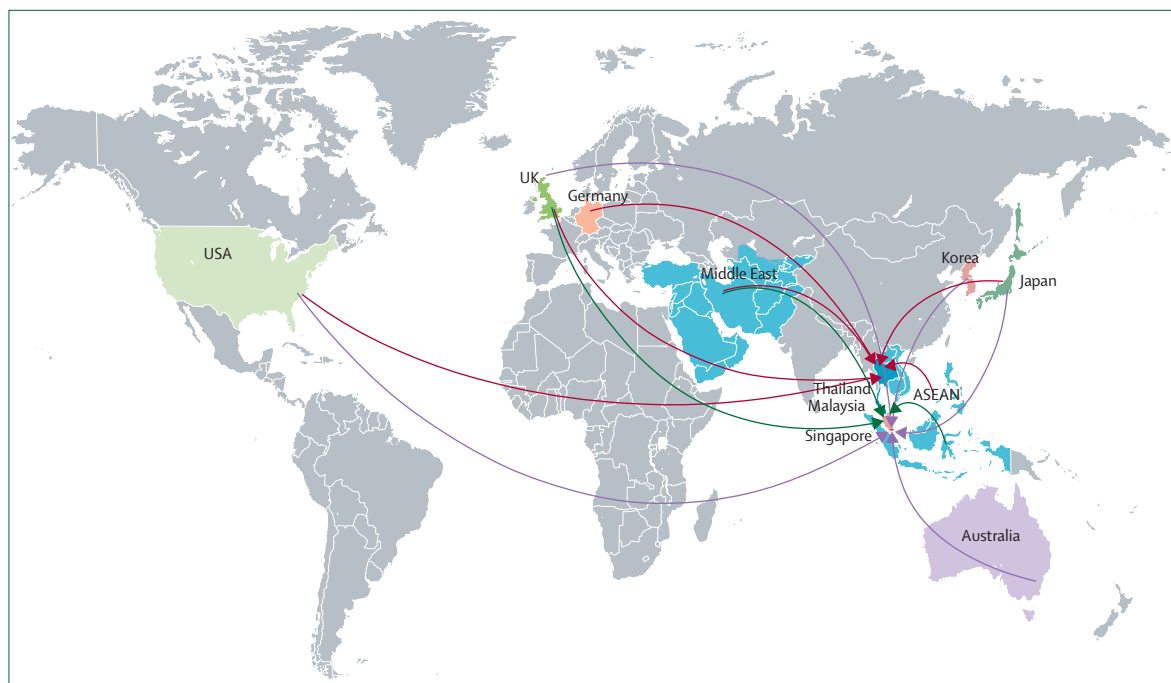 UK
Germany
USA
Middle East
Korea
Japan
Thailand
ASEAN
Malaysia
Singapore
Australia